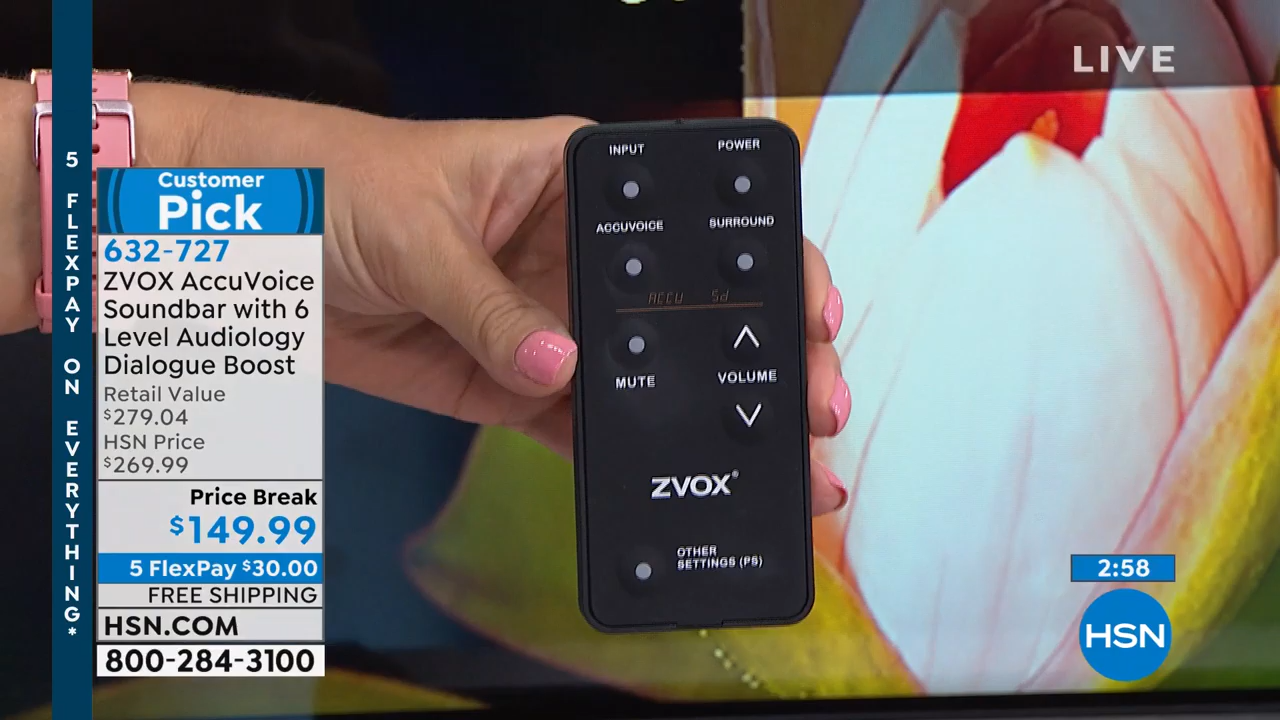 LIVE
5 FLEXPAY ON EVERYTHING*
Customer
Pick
632-727
ZVOX AccuVoice
Soundbar with 6
Level Audiology
Dialogue Boost
Retail Value
$279.04
HSN Price
$269.99
Price Break
$149.99
5 FlexPay $30.00
FREE SHIPPING
HSN.COM
800-284-3100
INPUT
POWER
ACCUVOICE
SURROUND
ACCU Sd
MUTE
VOLUME
ZVOX®
OTHER
SETTINGS (PS)
2:58
HSN